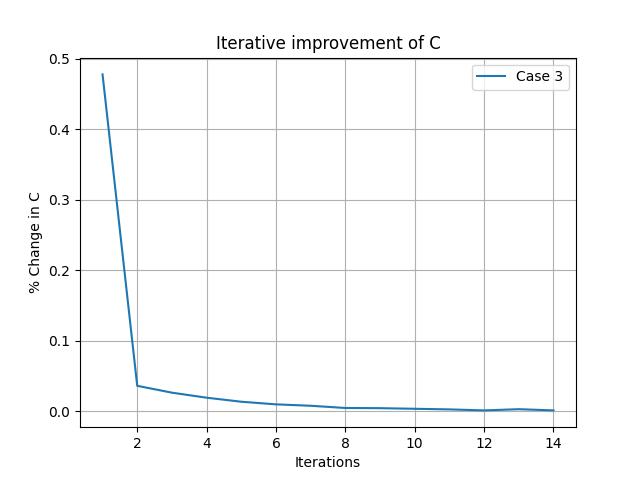 Iterative improvement of C
Case 3
% Change in C
0.5
0.4
0.3
0.2
0.1
0.0
2 4 6 8 10 12 14
Iterations